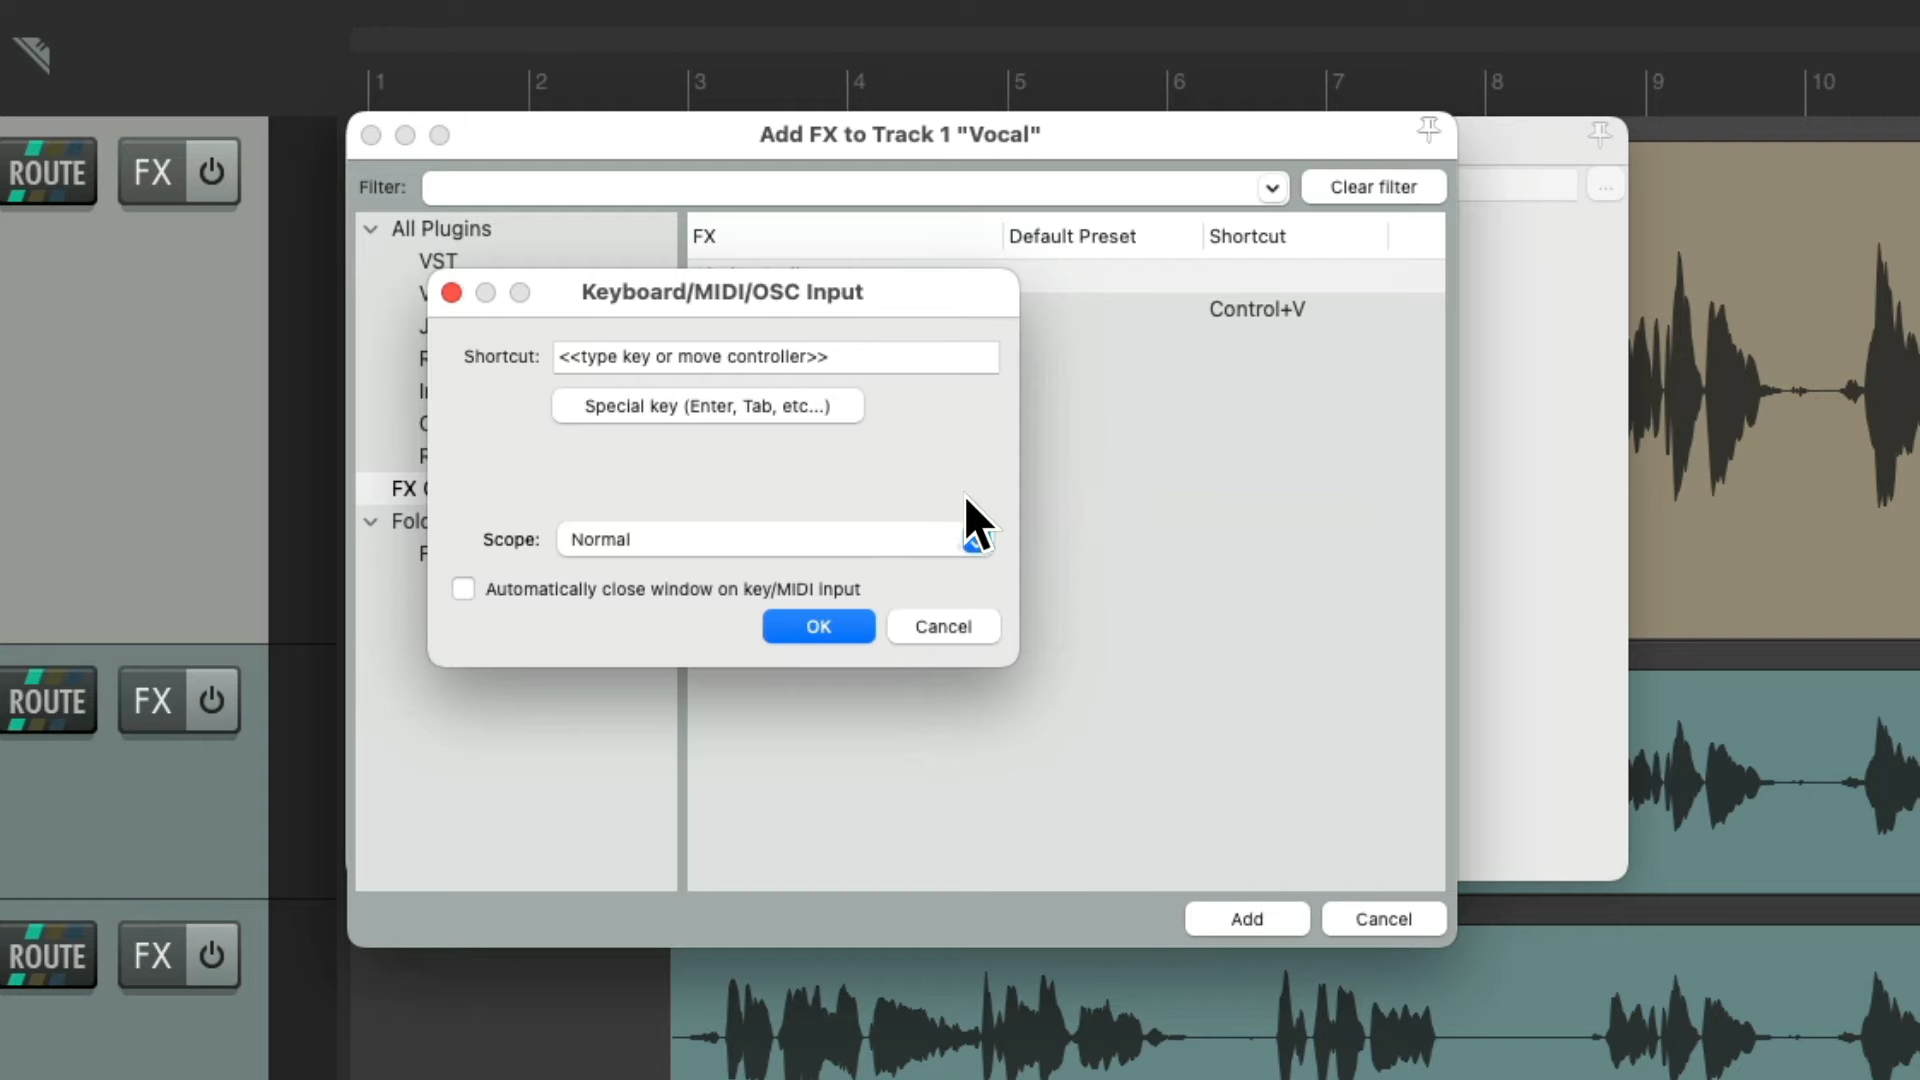 1 2 3 4 5 6 7 8 9 10
Add FX to Track 1 "Vocal"
ROUTE FX
Filter: Clear filter ...
All Plugins
FX Default Preset Shortcut
VST
Keyboard/MIDI/OSC Input
Control+V
Shortcut: <<type key or move controller>>
Special key (Enter, Tab, etc...)
FX
Scope: Normal
Automatically close window on key/MIDI input
OK Cancel
ROUTE FX
Add Cancel
ROUTE FX